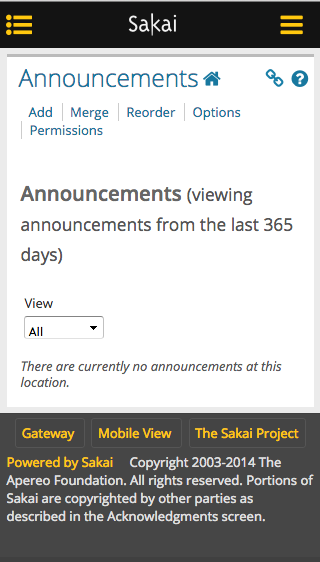 Sakai
Announcements
Add Merge Reorder Options
Permissions
Announcements (viewing
announcements from the last 365
days)
View
All
There are currently no announcements at this
location.
Gateway Mobile View The Sakai Project
Powered by Sakai Copyright 2003-2014 The
Apereo Foundation. All rights reserved. Portions of
Sakai are copyrighted by other parties as
described in the Acknowledgments screen.